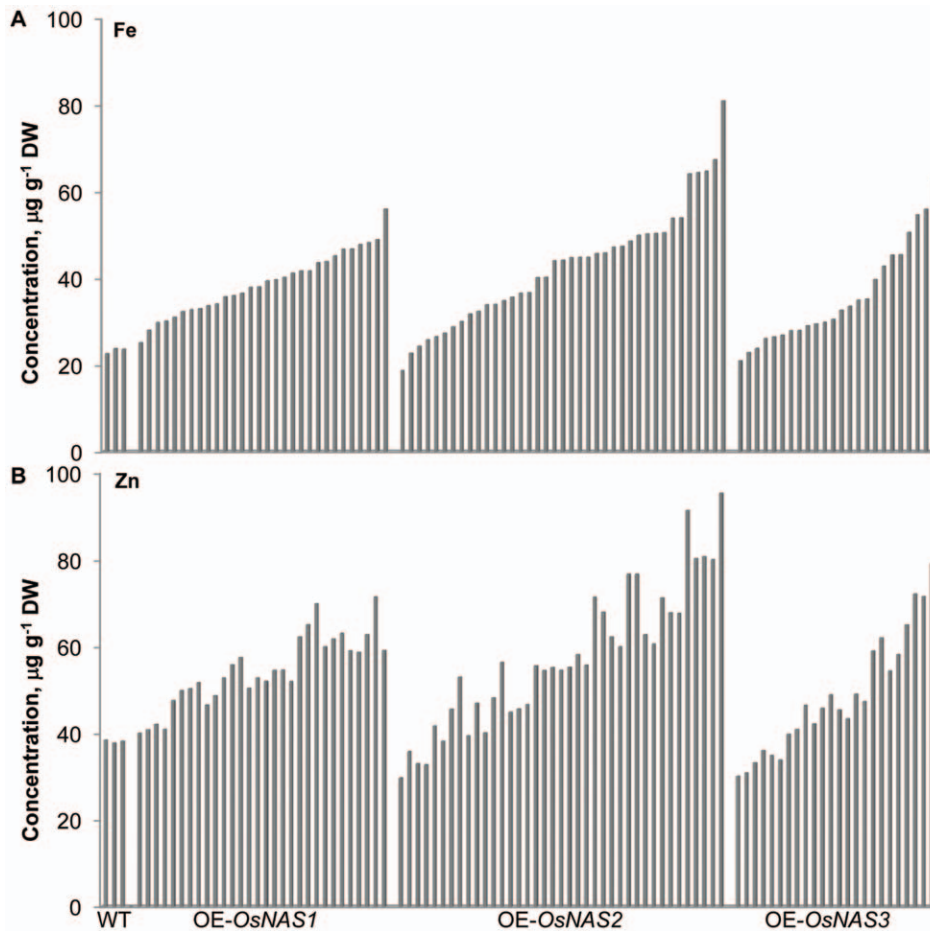 A
Fe
100
80
60
40
20
0
Concentration, µg g⁻¹ DW
B
Zn
100
80
60
40
20
0
Concentration, µg g⁻¹ DW
WT OE-OsNAS1 OE-OsNAS2 OE-OsNAS3